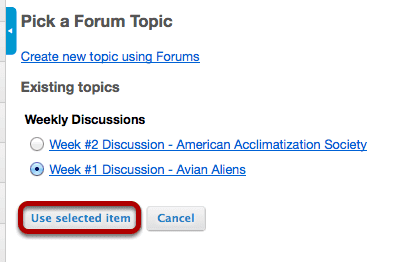 Pick a Forum Topic
Create new topic using Forums
Existing topics
Weekly Discussions
Week #2 Discussion - American Acclimatization Society
Week #1 Discussion - Avian Aliens
Use selected item Cancel